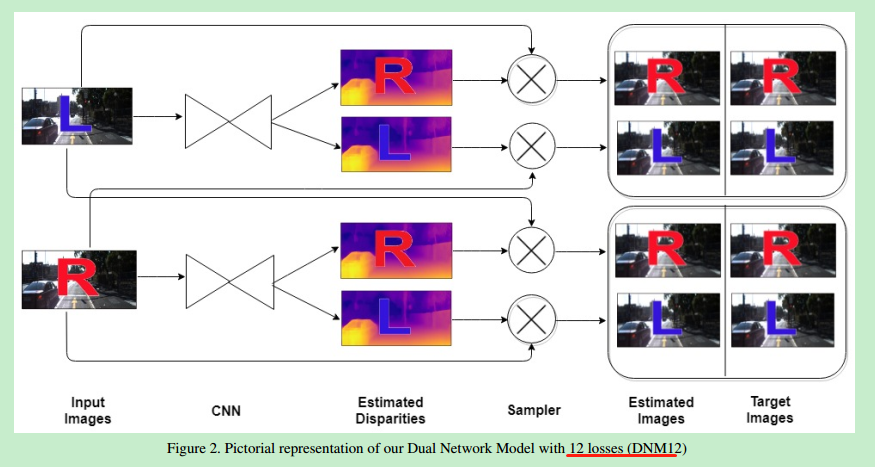 L
R
L
R
L
R
L
R
R
L
R
L
R
R
L
L
Input
Images
CNN
Estimated
Disparities
Sampler
Estimated
Images
Target
Images
Figure 2. Pictorial representation of our Dual Network Model with 12 losses (DNM12)